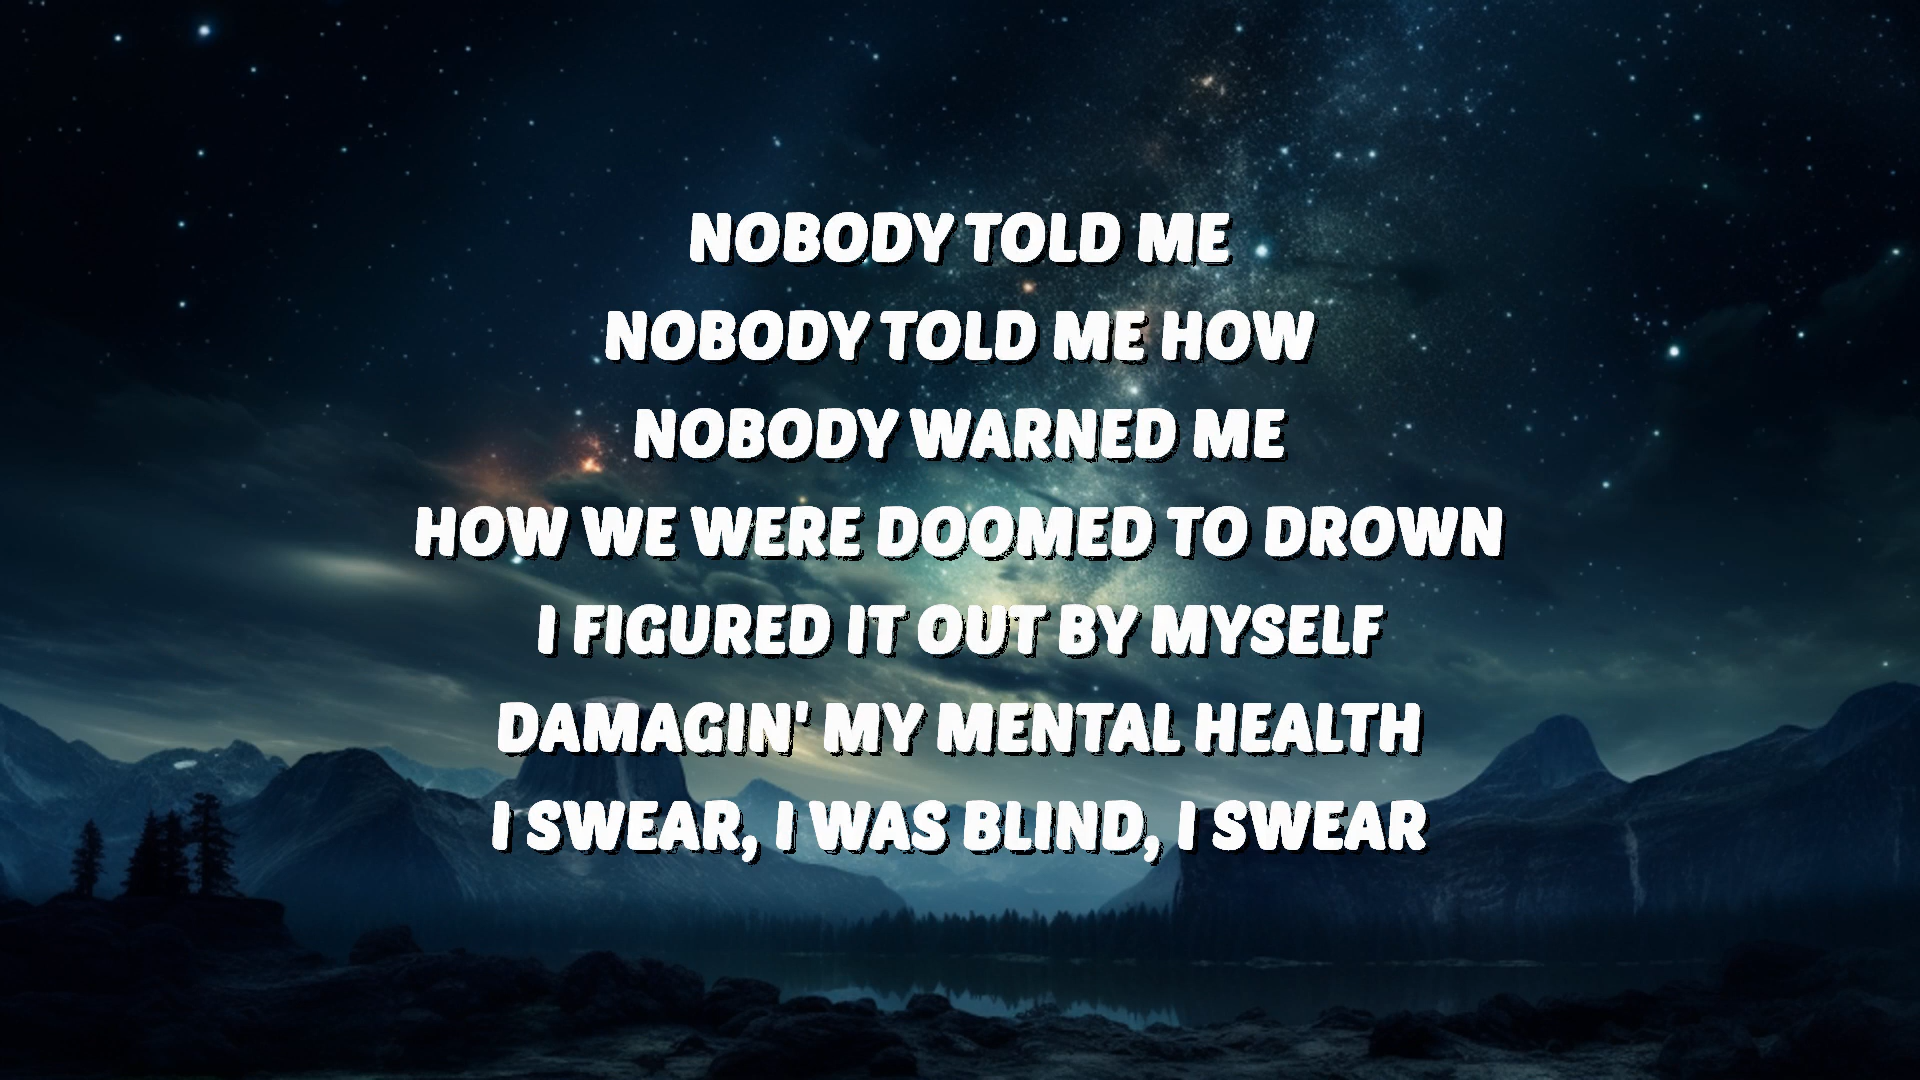 NOBODY TOLD ME
NOBODY TOLD ME HOW
NOBODY WARNED ME
HOW WE WERE DOOMED TO DROWN
I FIGURED IT OUT BY MYSELF
DAMAGIN' MY MENTAL HEALTH
I SWEAR, I WAS BLIND, I SWEAR